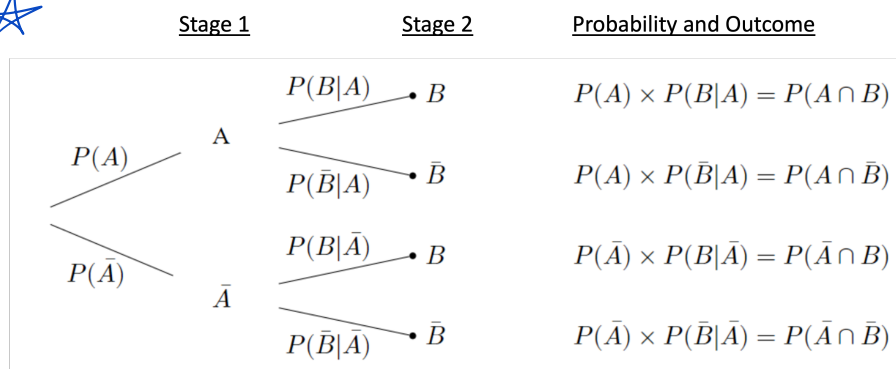 Stage 1 Stage 2 Probability and Outcome
P(B|A) B P(A) × P(B|A) = P(A ∩ B)
A
P(A)
P(B̄|A) B̄ P(A) × P(B̄|A) = P(A ∩ B̄)
P(B|Ā) B P(Ā) × P(B|Ā) = P(Ā ∩ B)
P(Ā)
Ā
P(B̄|Ā) B̄ P(Ā) × P(B̄|Ā) = P(Ā ∩ B̄)